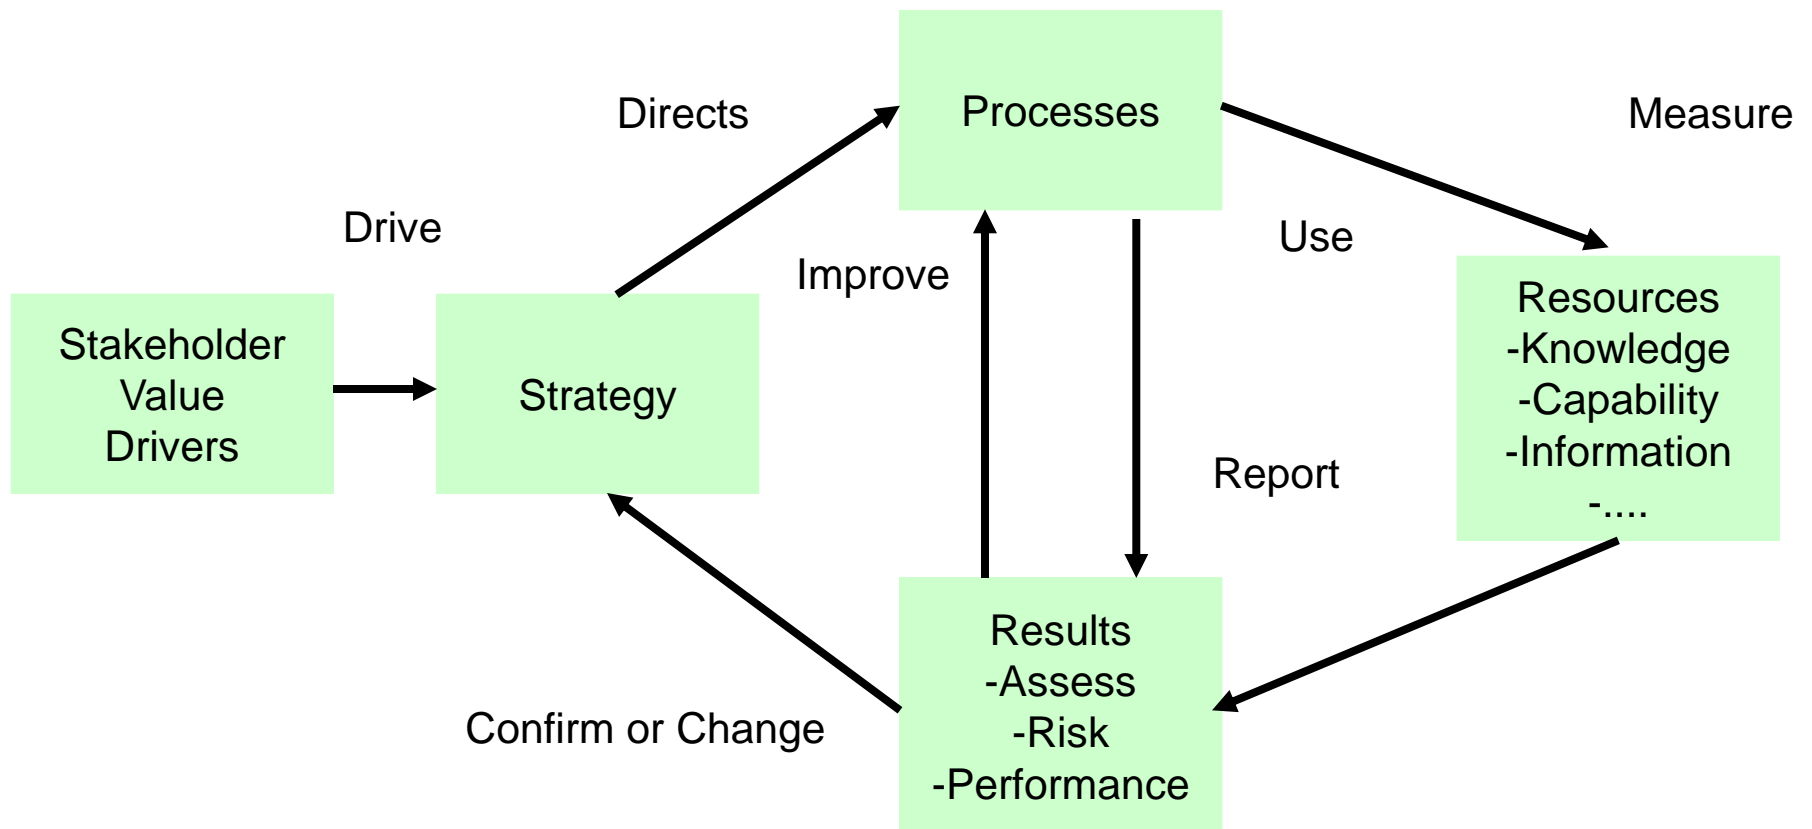 Processes
Directs
Measure
Drive
Use
Improve
Stakeholder
Value
Drivers
Strategy
Resources
-Knowledge
-Capability
-Information
-....
Report
Results
-Assess
-Risk
-Performance
Confirm or Change